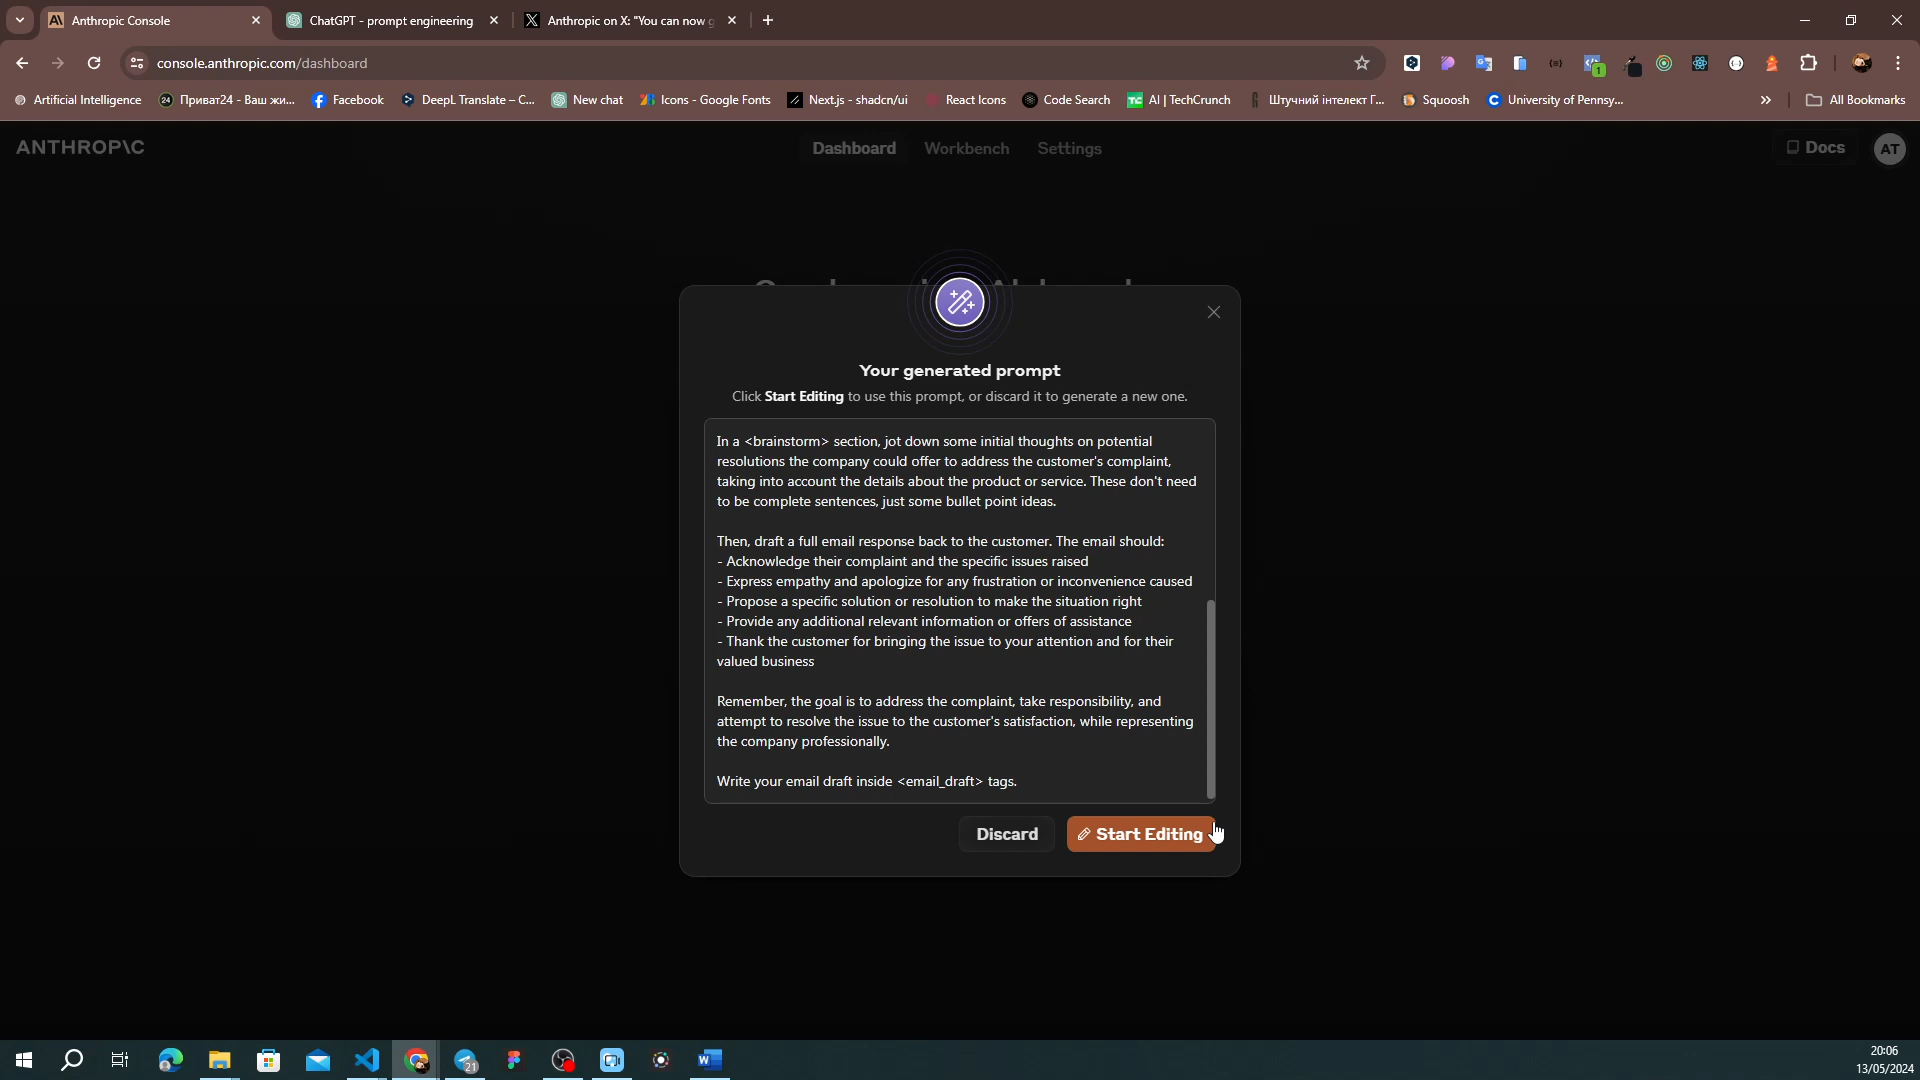 Anthropic Console
ChatGPT - prompt engineering
Anthropic on X: "You can now g
console.anthropic.com/dashboard
Artificial Intelligence
24
Приват24 - Ваш жи...
Facebook
DeepL Translate – C...
New chat
Icons - Google Fonts
Next.js - shadcn/ui
React Icons
Code Search
AI | TechCrunch
Штучний інтелект Г...
Squoosh
University of Pennsy...
All Bookmarks
ANTHROP\C
Dashboard
Workbench
Settings
Docs
AT
Your generated prompt
Click Start Editing to use this prompt, or discard it to generate a new one.
In a <brainstorm> section, jot down some initial thoughts on potential
resolutions the company could offer to address the customer's complaint,
taking into account the details about the product or service. These don't need
to be complete sentences, just some bullet point ideas.
Then, draft a full email response back to the customer. The email should:
- Acknowledge their complaint and the specific issues raised
- Express empathy and apologize for any frustration or inconvenience caused
- Propose a specific solution or resolution to make the situation right
- Provide any additional relevant information or offers of assistance
- Thank the customer for bringing the issue to your attention and for their
valued business
Remember, the goal is to address the complaint, take responsibility, and
attempt to resolve the issue to the customer's satisfaction, while representing
the company professionally.
Write your email draft inside <email_draft> tags.
Discard
Start Editing
21
20:06
13/05/2024